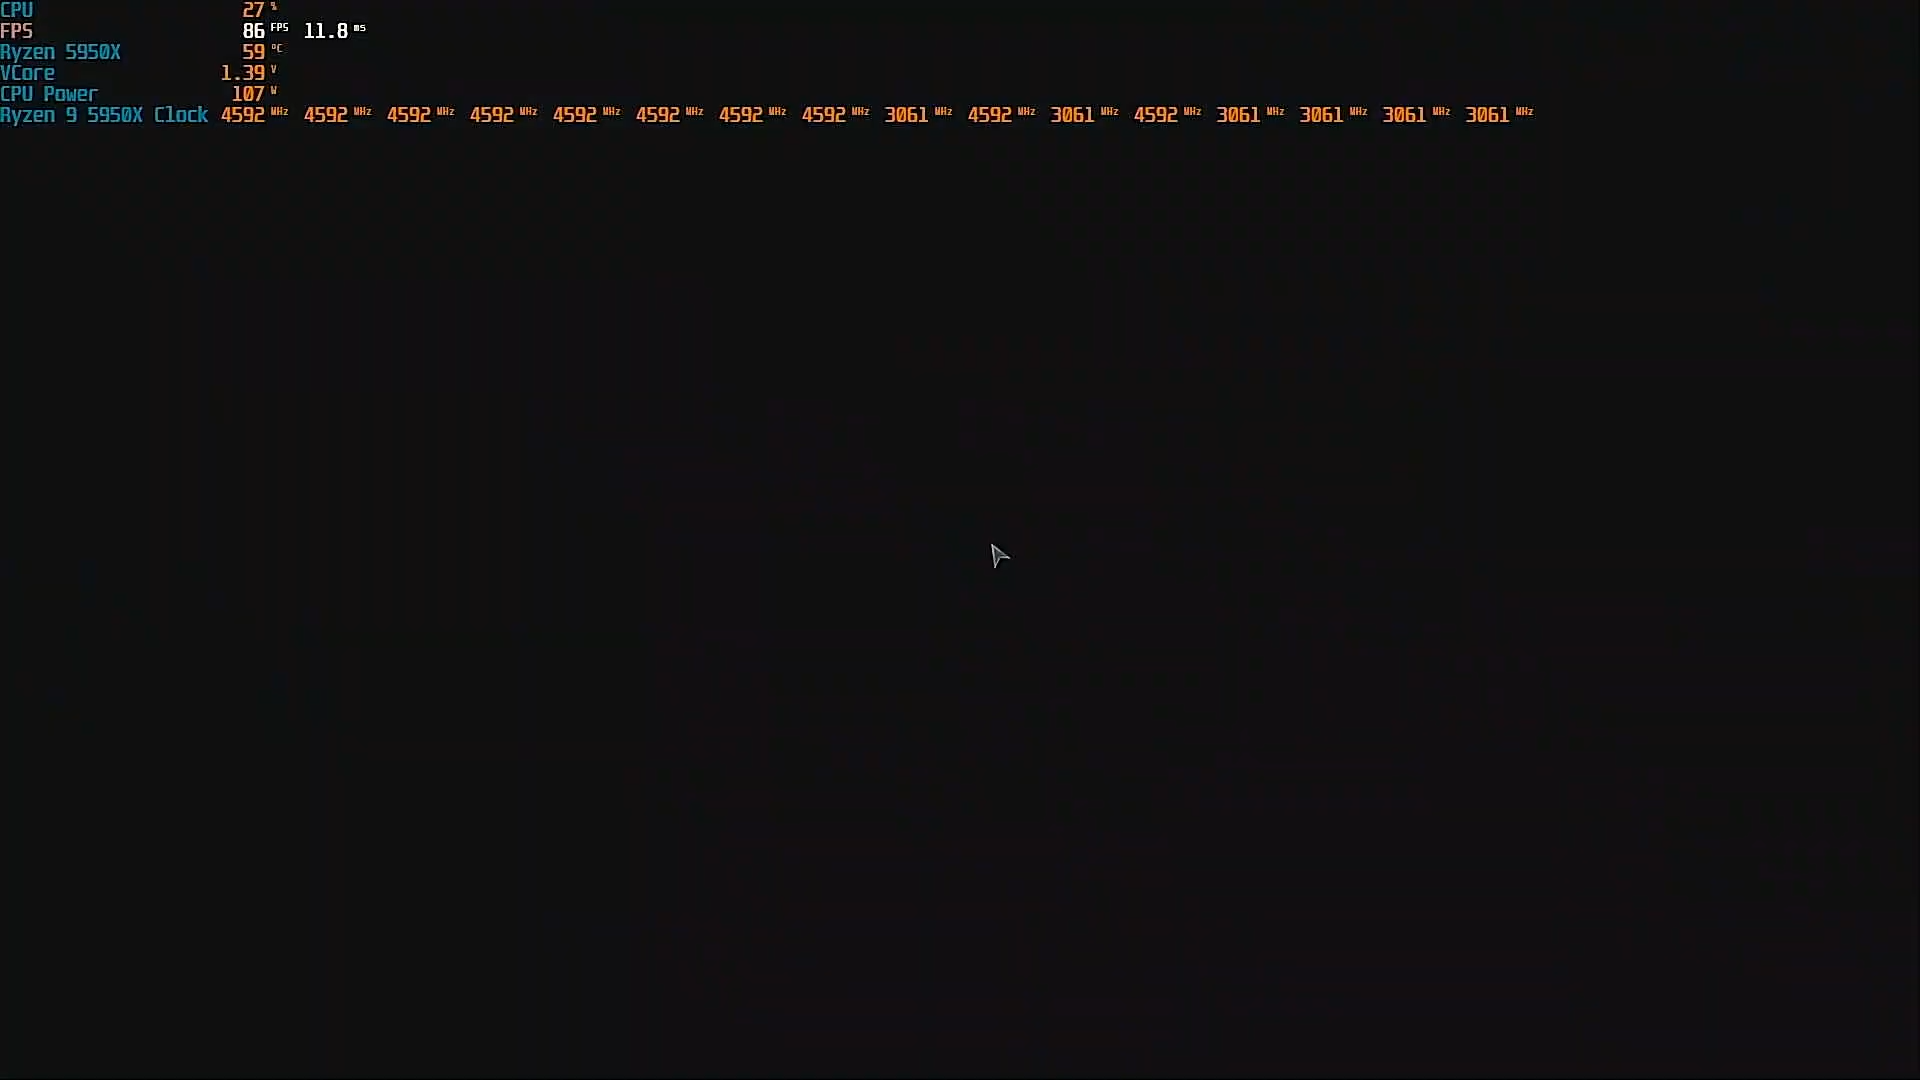 CPU 27 %
FPS 86 FPS 11.8 ms
Ryzen 5950X 59 °C
VCore 1.39 V
CPU Power 107 W
Ryzen 9 5950X Clock 4592 MHz 4592 MHz 4592 MHz 4592 MHz 4592 MHz 4592 MHz 4592 MHz 4592 MHz 3061 MHz 4592 MHz 3061 MHz 4592 MHz 3061 MHz 3061 MHz 3061 MHz 3061 MHz